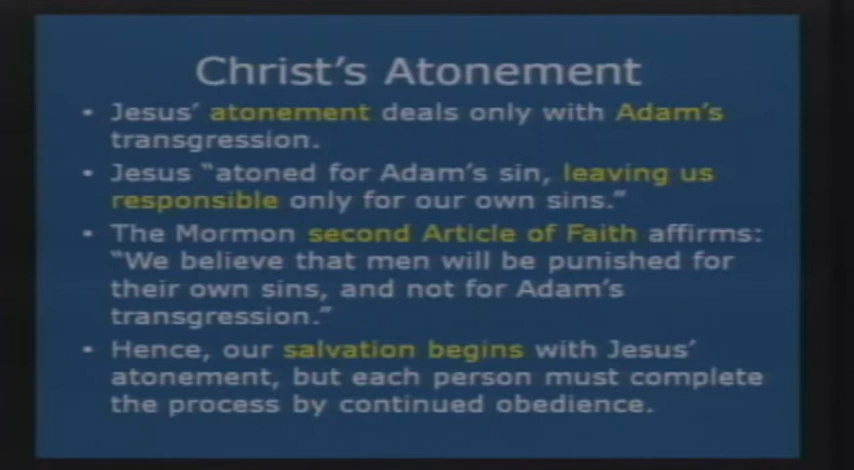 Christ's Atonement
• Jesus' atonement deals only with Adam's
transgression.
• Jesus "atoned for Adam's sin, leaving us
responsible only for our own sins."
• The Mormon second Article of Faith affirms:
"We believe that men will be punished for
their own sins, and not for Adam's
transgression."
• Hence, our salvation begins with Jesus'
atonement, but each person must complete
the process by continued obedience.